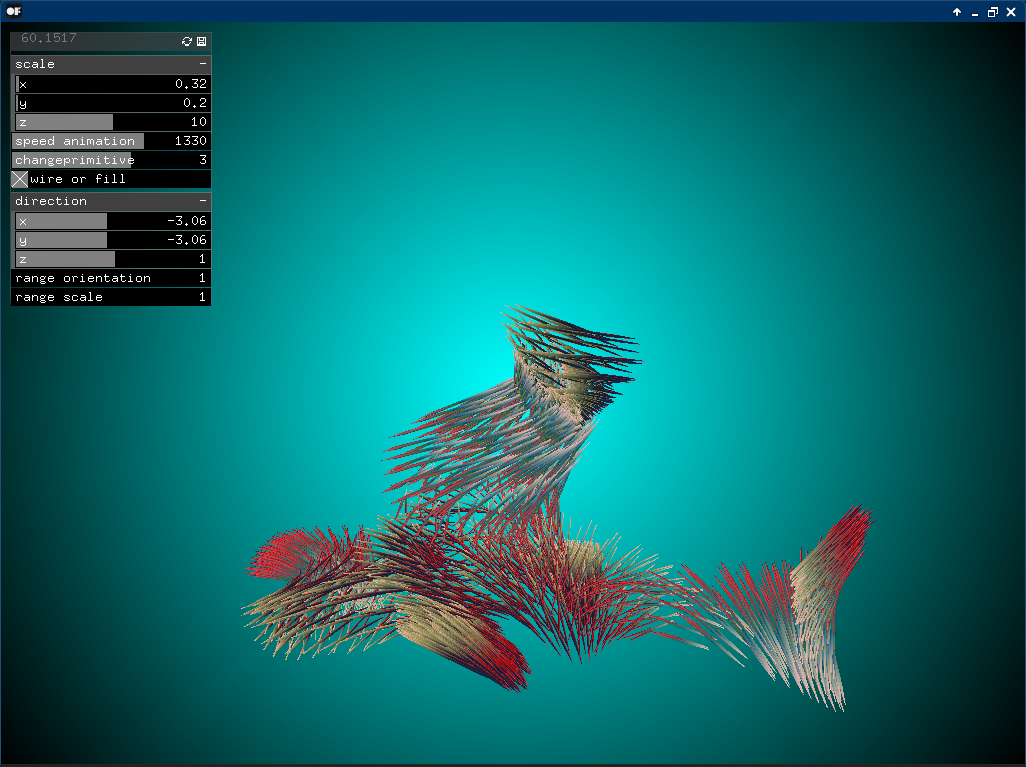 OF
60.1517
scale -
x 0.32
y 0.2
z 10
speed animation 1330
changeprimitive 3
wire or fill
direction -
x -3.06
y -3.06
z 1
range orientation 1
range scale 1